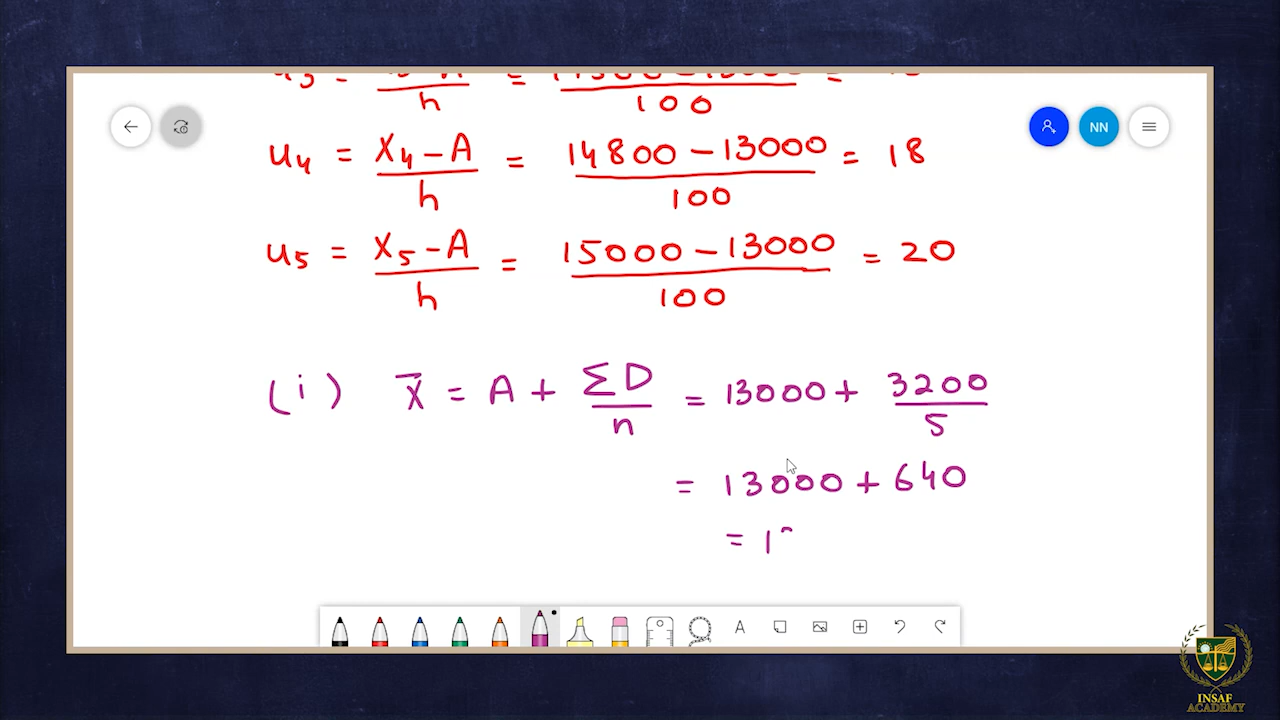 NN
u4 = X4 - A / h = 14800 - 13000 / 100 = 18
u5 = X5 - A / h = 15000 - 13000 / 100 = 20
(i) X̄ = A + ΣD / n = 13000 + 3200 / 5
= 13000 + 640
= 1
A
INSAF
ACADEMY